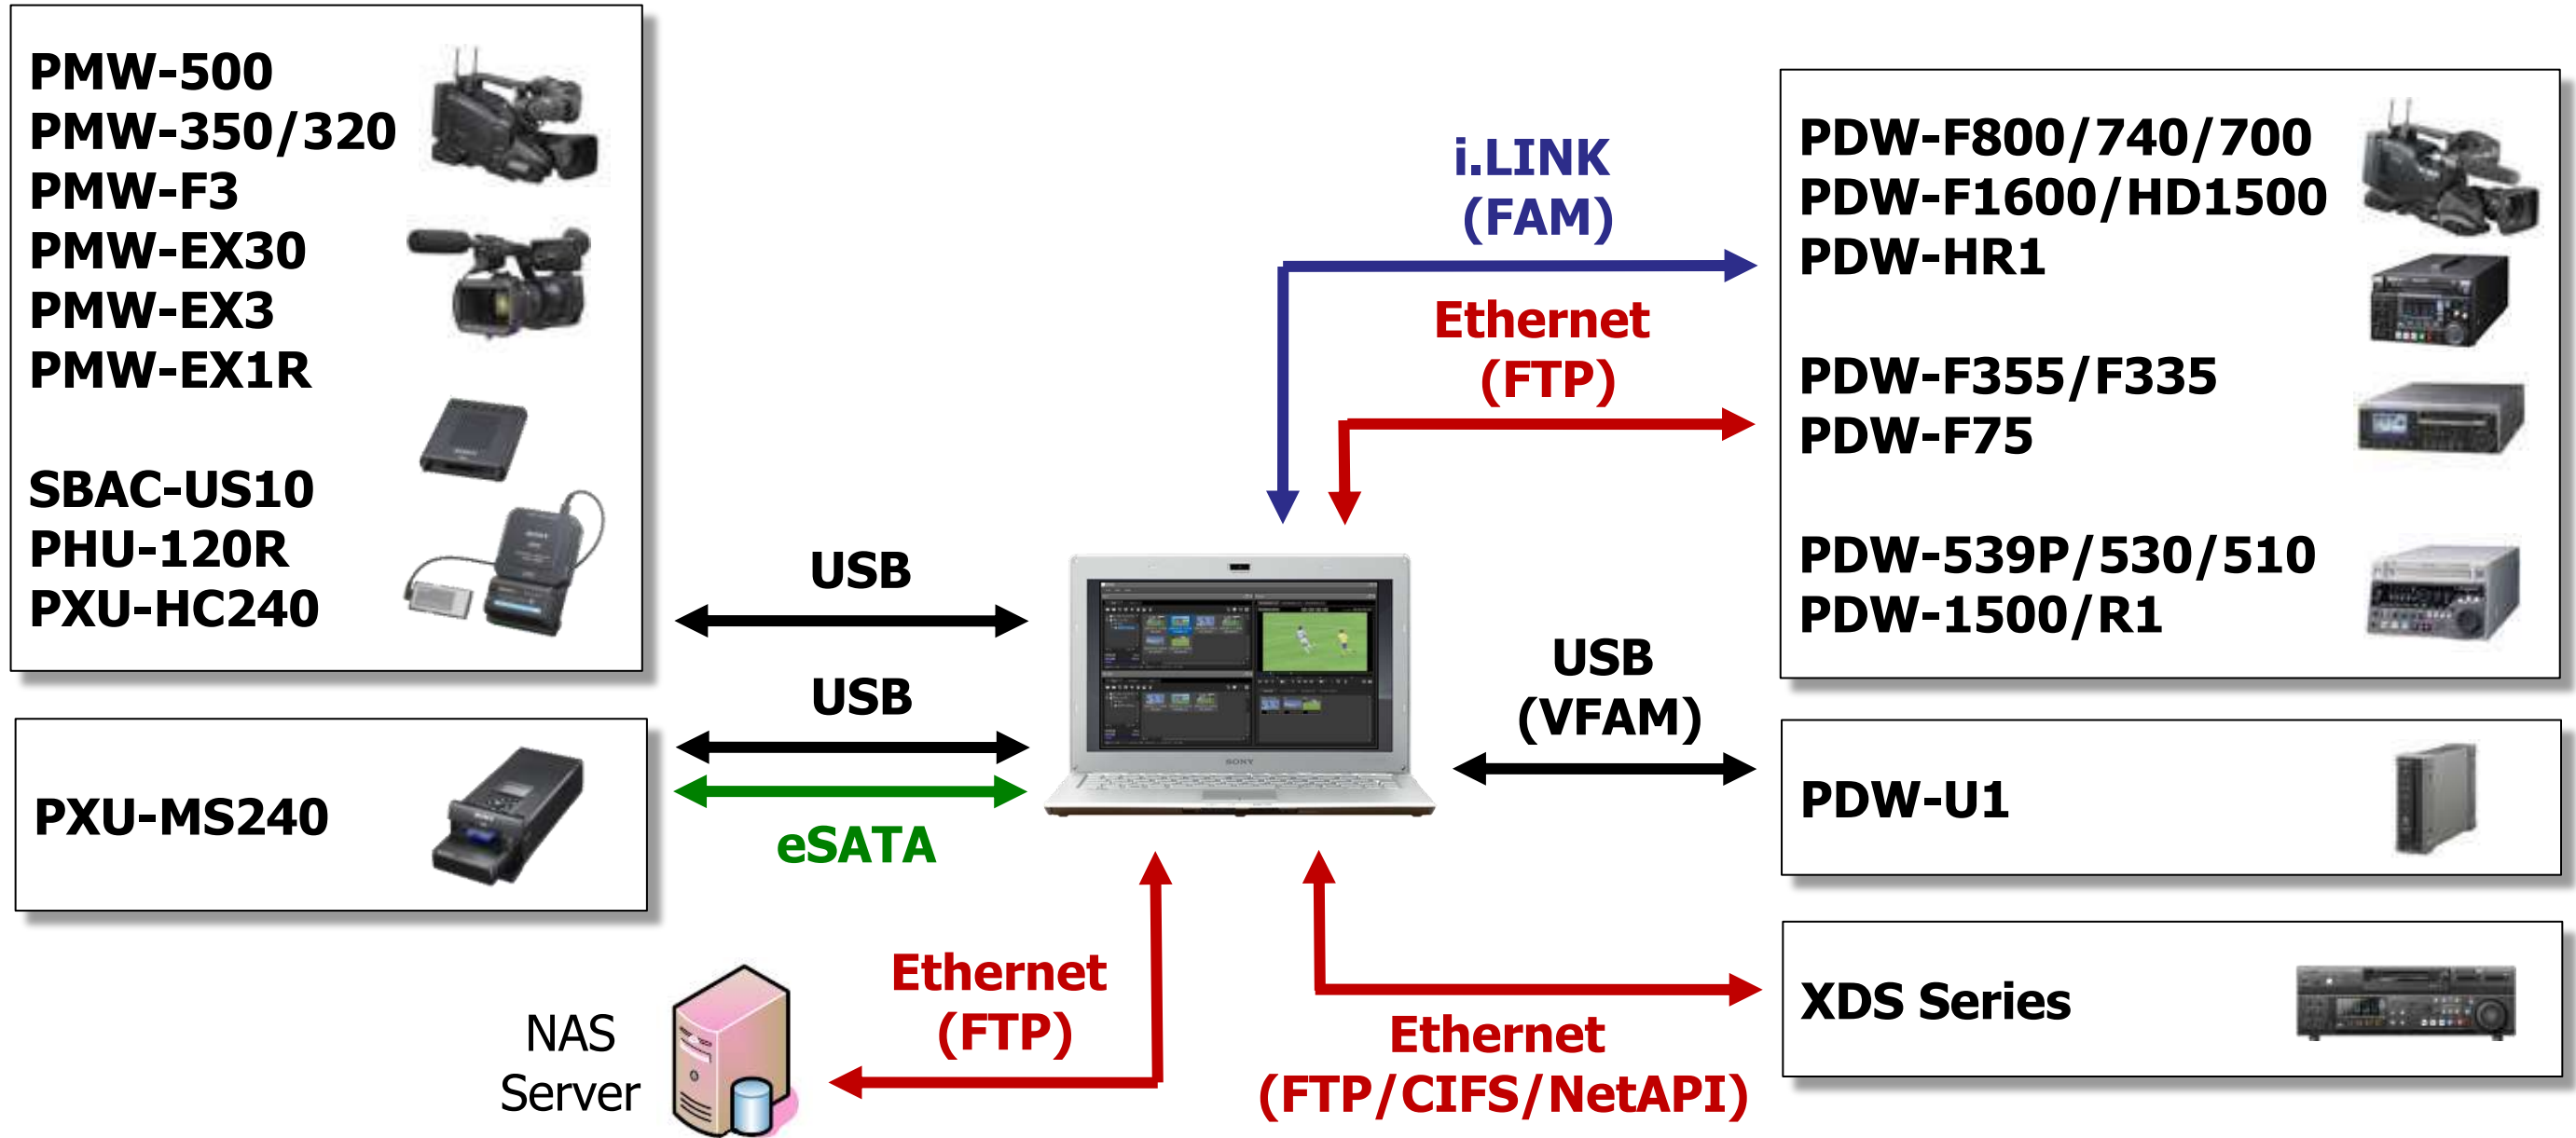 PMW-500
PMW-350/320
PMW-F3
PMW-EX30
PMW-EX3
PMW-EX1R
SBAC-US10
PHU-120R
PXU-HC240
USB
USB
eSATA
PXU-MS240
NAS
Server
Ethernet
(FTP)
i.LINK
(FAM)
Ethernet
(FTP)
SONY
USB
(VFAM)
Ethernet
(FTP/CIFS/NetAPI)
PDW-F800/740/700
PDW-F1600/HD1500
PDW-HR1
PDW-F355/F335
PDW-F75
PDW-539P/530/510
PDW-1500/R1
PDW-U1
XDS Series